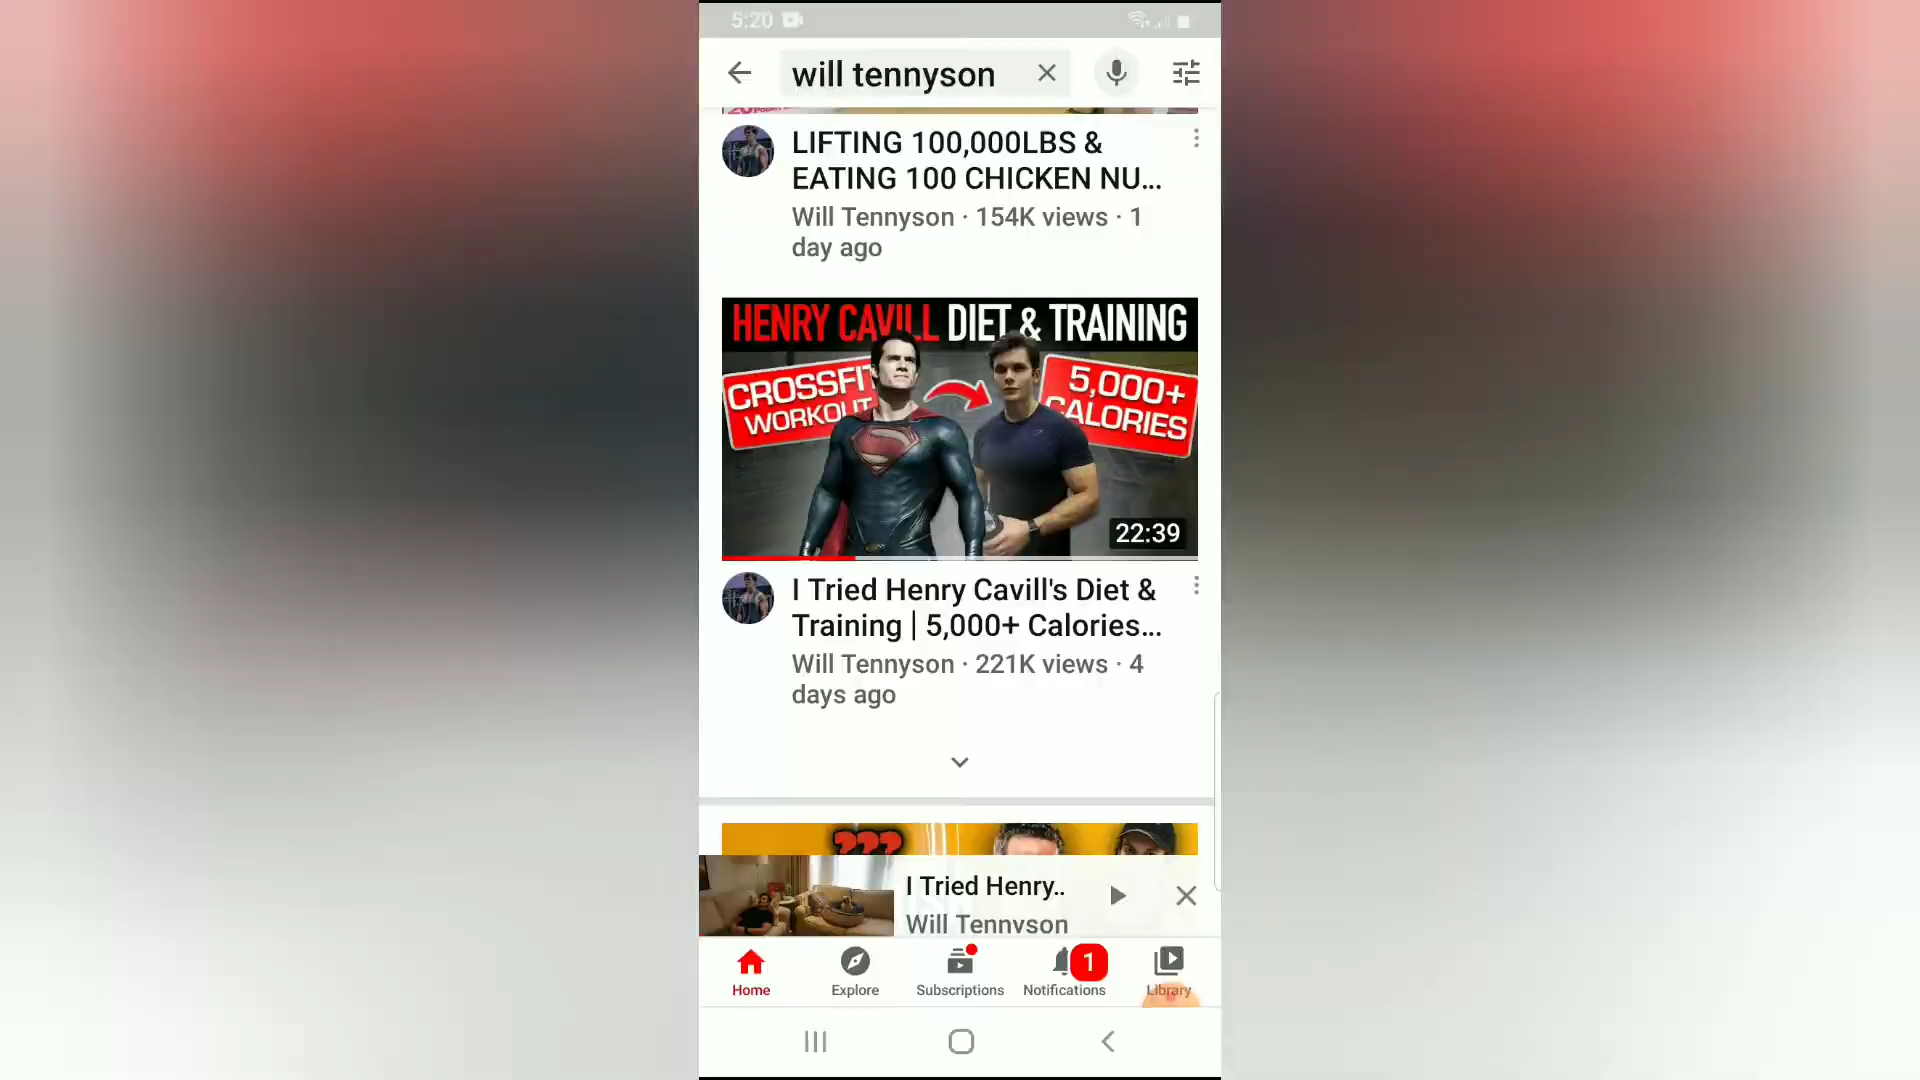 5:20
will tennyson
LIFTING 100,000LBS &
EATING 100 CHICKEN NU...
Will Tennyson · 154K views · 1
day ago
HENRY CAVILL DIET & TRAINING
CROSSFIT
WORKOUT
5,000+
CALORIES
22:39
I Tried Henry Cavill's Diet &
Training | 5,000+ Calories...
Will Tennyson · 221K views · 4
days ago
???
I Tried Henry..
Will Tennyson
1
Home
Explore
Subscriptions
Notifications
Library